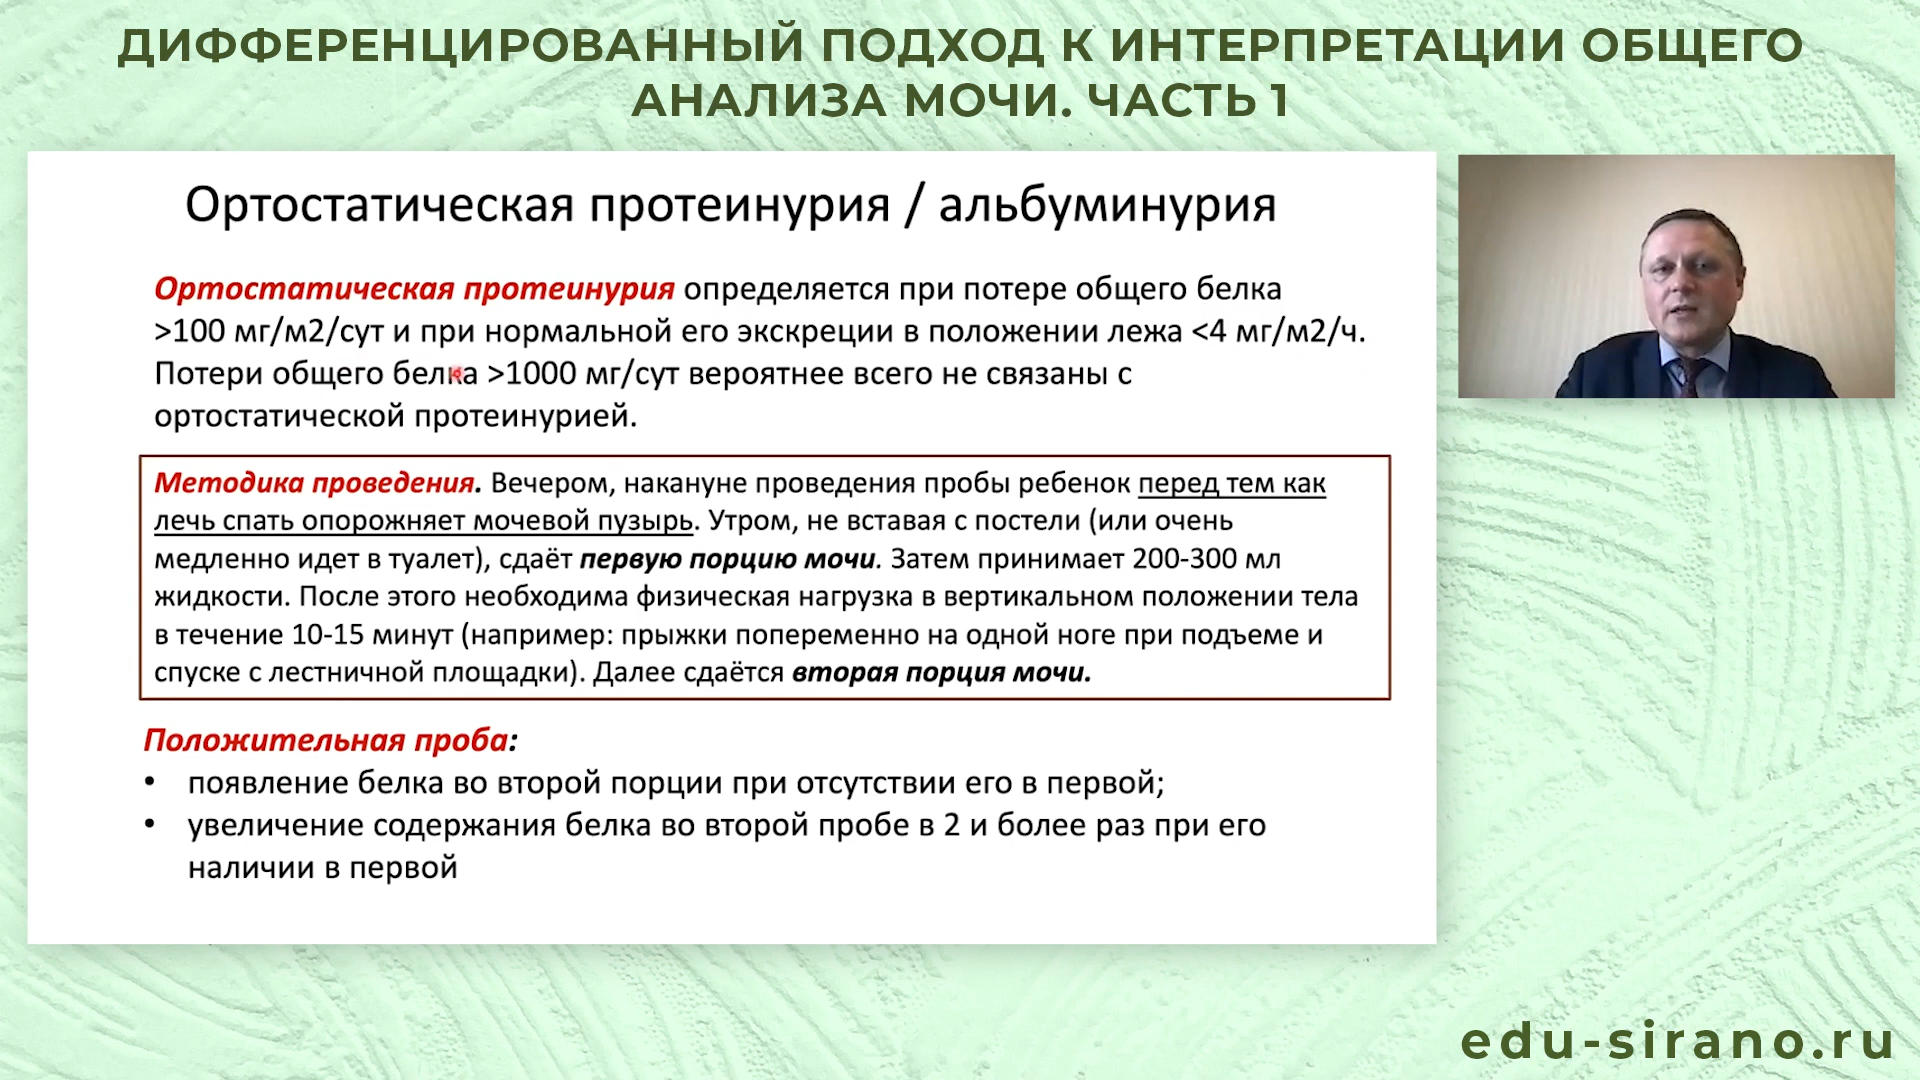 ДИФФЕРЕНЦИРОВАННЫЙ ПОДХОД К ИНТЕРПРЕТАЦИИ ОБЩЕГО
АНАЛИЗА МОЧИ. ЧАСТЬ 1
Ортостатическая протеинурия / альбуминурия
Ортостатическая протеинурия определяется при потере общего белка
>100 мг/м2/сут и при нормальной его экскреции в положении лежа <4 мг/м2/ч.
Потери общего белка >1000 мг/сут вероятнее всего не связаны с
ортостатической протеинурией.
Методика проведения. Вечером, накануне проведения пробы ребенок перед тем как
лечь спать опорожняет мочевой пузырь. Утром, не вставая с постели (или очень
медленно идет в туалет), сдаёт первую порцию мочи. Затем принимает 200-300 мл
жидкости. После этого необходима физическая нагрузка в вертикальном положении тела
в течение 10-15 минут (например: прыжки попеременно на одной ноге при подъеме и
спуске с лестничной площадки). Далее сдаётся вторая порция мочи.
Положительная проба:
• появление белка во второй порции при отсутствии его в первой;
• увеличение содержания белка во второй пробе в 2 и более раз при его
наличии в первой
edu-sirano.ru